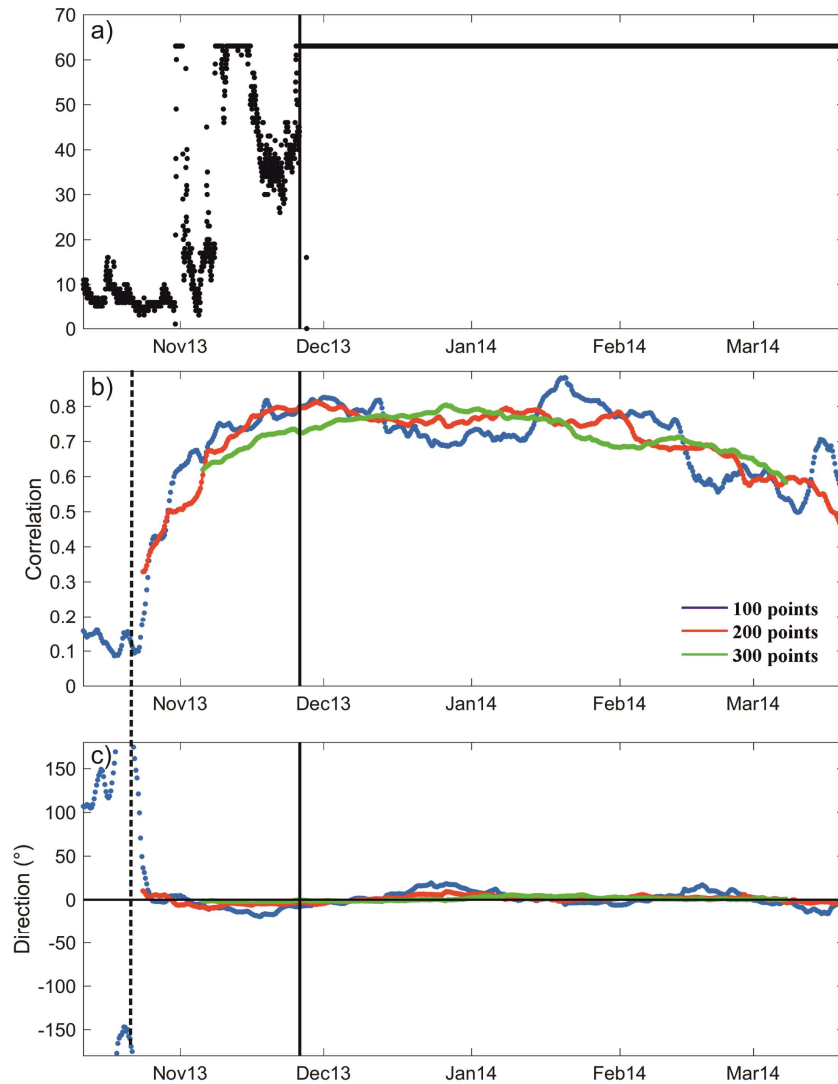 a)
70
60
50
40
30
20
10
0
Nov13 Dec13 Jan14 Feb14 Mar14
b)
Correlation
0.8
0.7
0.6
0.5
0.4
0.3
0.2
0.1
0
100 points
200 points
300 points
Nov13 Dec13 Jan14 Feb14 Mar14
c)
Direction (°)
150
100
50
0
-50
-100
-150
Nov13 Dec13 Jan14 Feb14 Mar14